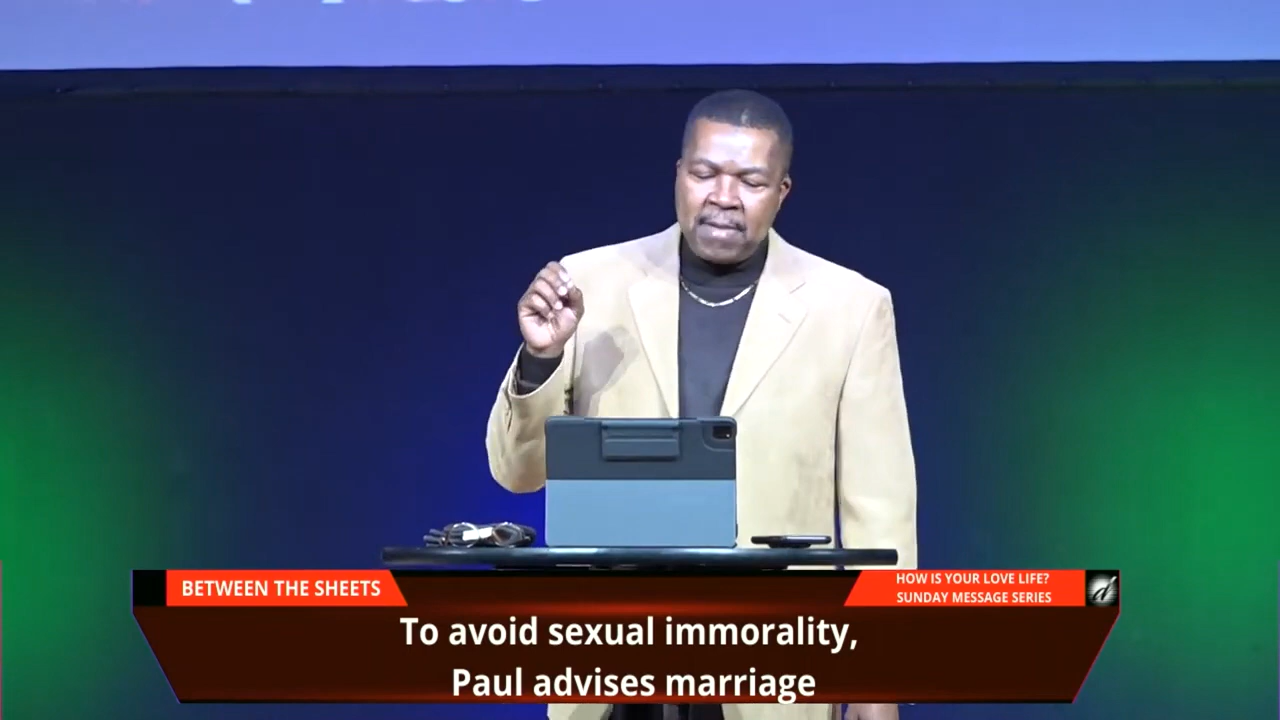 BETWEEN THE SHEETS
HOW IS YOUR LOVE LIFE?
SUNDAY MESSAGE SERIES
To avoid sexual immorality,
Paul advises marriage